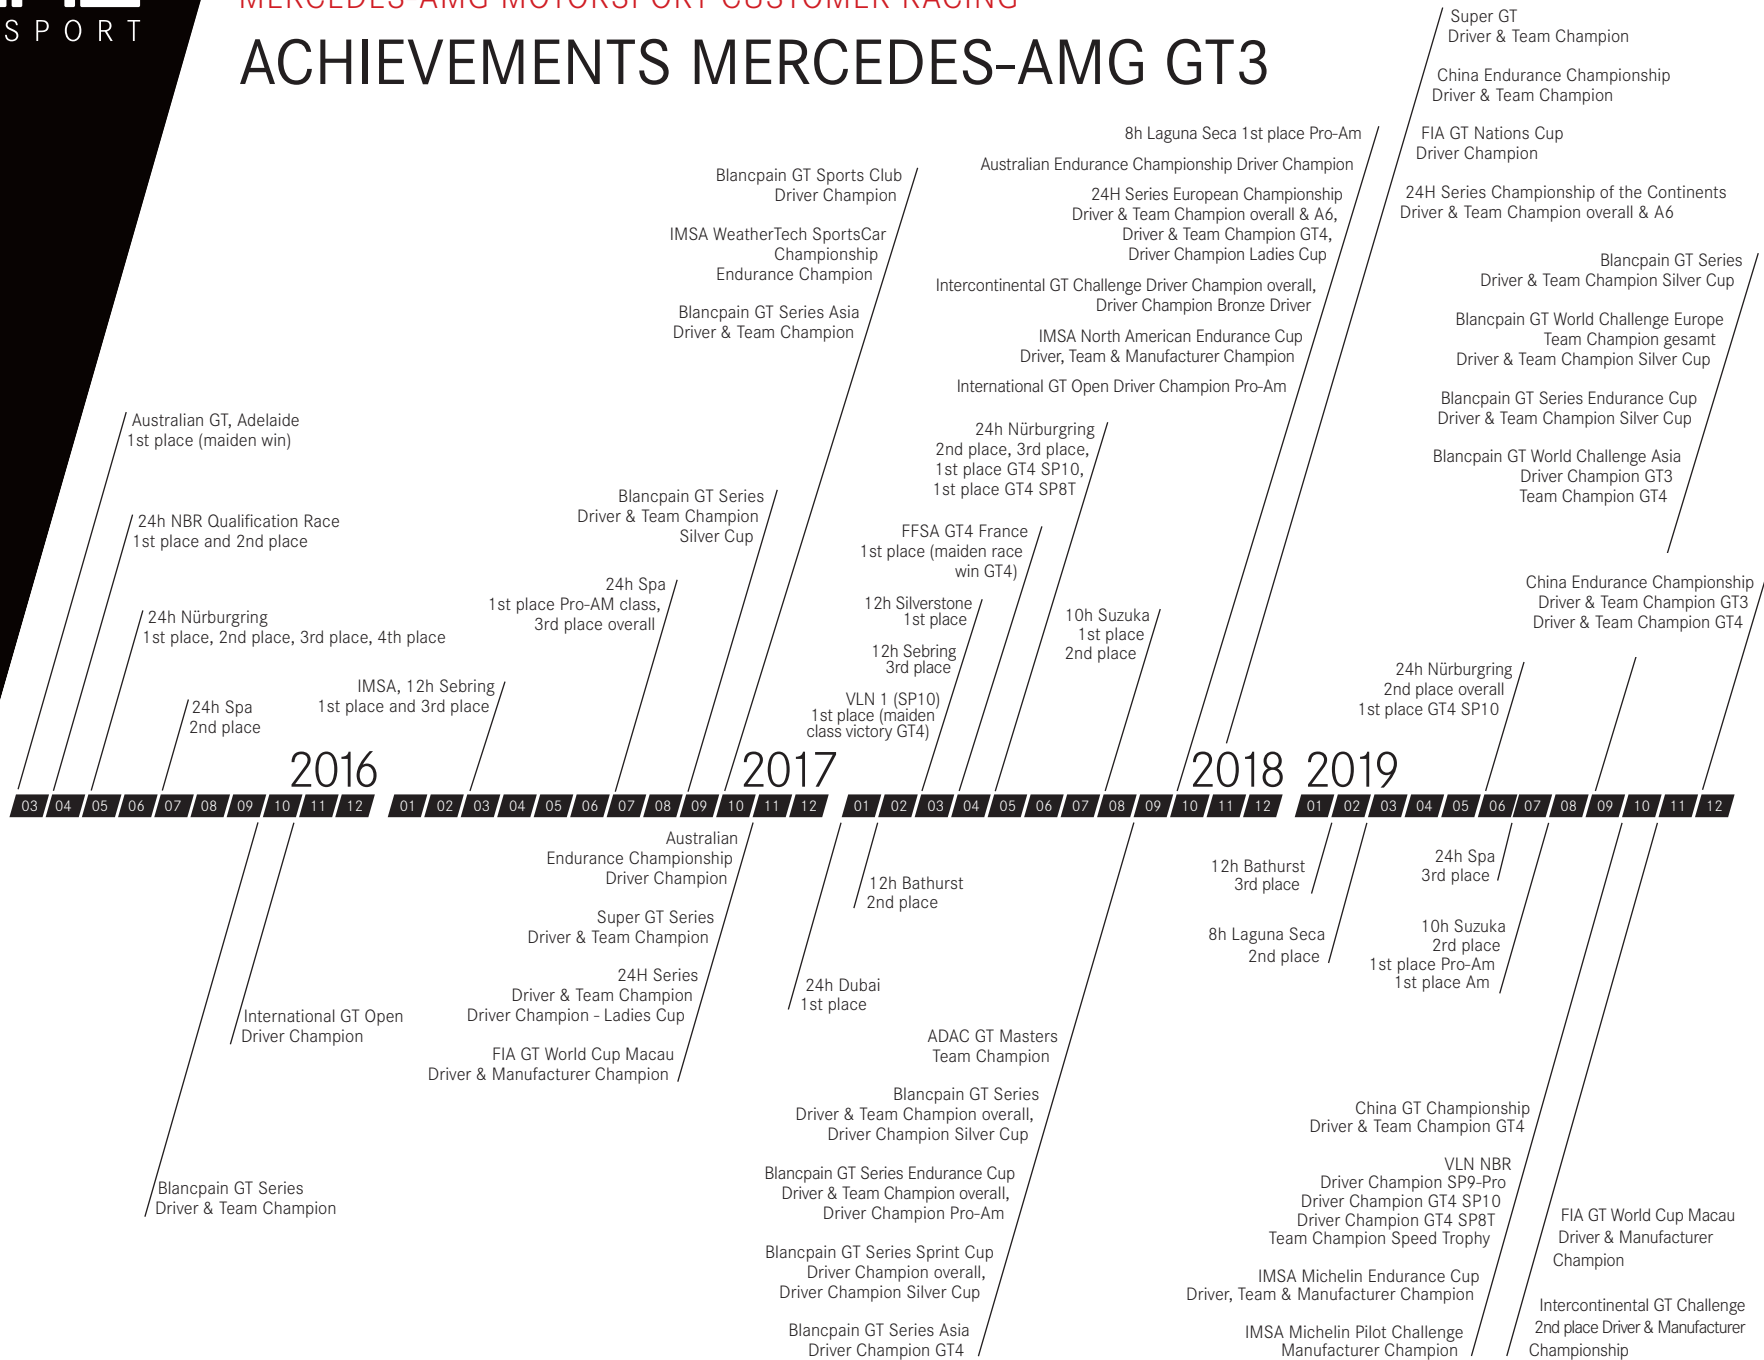 SPORT
MERCEDES-AMG MOTORSPORT CUSTOMER RACING
ACHIEVEMENTS MERCEDES-AMG GT3
Australian GT, Adelaide
1st place (maiden win)
24h NBR Qualification Race
1st place and 2nd place
24h Nürburgring
1st place, 2nd place, 3rd place, 4th place
24h Spa
2nd place
IMSA, 12h Sebring
1st place and 3rd place
24h Spa
1st place Pro-AM class,
3rd place overall
Blancpain GT Series
Driver & Team Champion
Silver Cup
Blancpain GT Sports Club
Driver Champion
IMSA WeatherTech SportsCar
Championship
Endurance Champion
Blancpain GT Series Asia
Driver & Team Champion
VLN 1 (SP10)
1st place (maiden
class victory GT4)
12h Sebring
3rd place
12h Silverstone
1st place
FFSA GT4 France
1st place (maiden race
win GT4)
24h Nürburgring
2nd place, 3rd place,
1st place GT4 SP10,
1st place GT4 SP8T
10h Suzuka
1st place
2nd place
8h Laguna Seca 1st place Pro-Am
Australian Endurance Championship Driver Champion
24H Series European Championship
Driver & Team Champion overall & A6,
Driver & Team Champion GT4,
Driver Champion Ladies Cup
Intercontinental GT Challenge Driver Champion overall,
Driver Champion Bronze Driver
IMSA North American Endurance Cup
Driver, Team & Manufacturer Champion
International GT Open Driver Champion Pro-Am
Super GT
Driver & Team Champion
China Endurance Championship
Driver & Team Champion
FIA GT Nations Cup
Driver Champion
24H Series Championship of the Continents
Driver & Team Champion overall & A6
Blancpain GT Series
Driver & Team Champion Silver Cup
Blancpain GT World Challenge Europe
Team Champion gesamt
Driver & Team Champion Silver Cup
Blancpain GT Series Endurance Cup
Driver & Team Champion Silver Cup
Blancpain GT World Challenge Asia
Driver Champion GT3
Team Champion GT4
China Endurance Championship
Driver & Team Champion GT3
Driver & Team Champion GT4
24h Nürburgring
2nd place overall
1st place GT4 SP10
2016 2017 2018 2019
03 04 05 06 07 08 09 10 11 12 01 02 03 04 05 06 07 08 09 10 11 12 01 02 03 04 05 06 07 08 09 10 11 12 01 02 03 04 05 06 07 08 09 10 11 12
Blancpain GT Series
Driver & Team Champion
International GT Open
Driver Champion
Australian
Endurance Championship
Driver Champion
Super GT Series
Driver & Team Champion
24H Series
Driver & Team Champion
Driver Champion - Ladies Cup
FIA GT World Cup Macau
Driver & Manufacturer Champion
24h Dubai
1st place
12h Bathurst
2nd place
ADAC GT Masters
Team Champion
Blancpain GT Series
Driver & Team Champion overall,
Driver Champion Silver Cup
Blancpain GT Series Endurance Cup
Driver & Team Champion overall,
Driver Champion Pro-Am
Blancpain GT Series Sprint Cup
Driver Champion overall,
Driver Champion Silver Cup
Blancpain GT Series Asia
Driver Champion GT4
12h Bathurst
3rd place
8h Laguna Seca
2nd place
24h Spa
3rd place
10h Suzuka
2rd place
1st place Pro-Am
1st place Am
China GT Championship
Driver & Team Champion GT4
VLN NBR
Driver Champion SP9-Pro
Driver Champion GT4 SP10
Driver Champion GT4 SP8T
Team Champion Speed Trophy
IMSA Michelin Endurance Cup
Driver, Team & Manufacturer Champion
IMSA Michelin Pilot Challenge
Manufacturer Champion
FIA GT World Cup Macau
Driver & Manufacturer
Champion
Intercontinental GT Challenge
2nd place Driver & Manufacturer
Championship